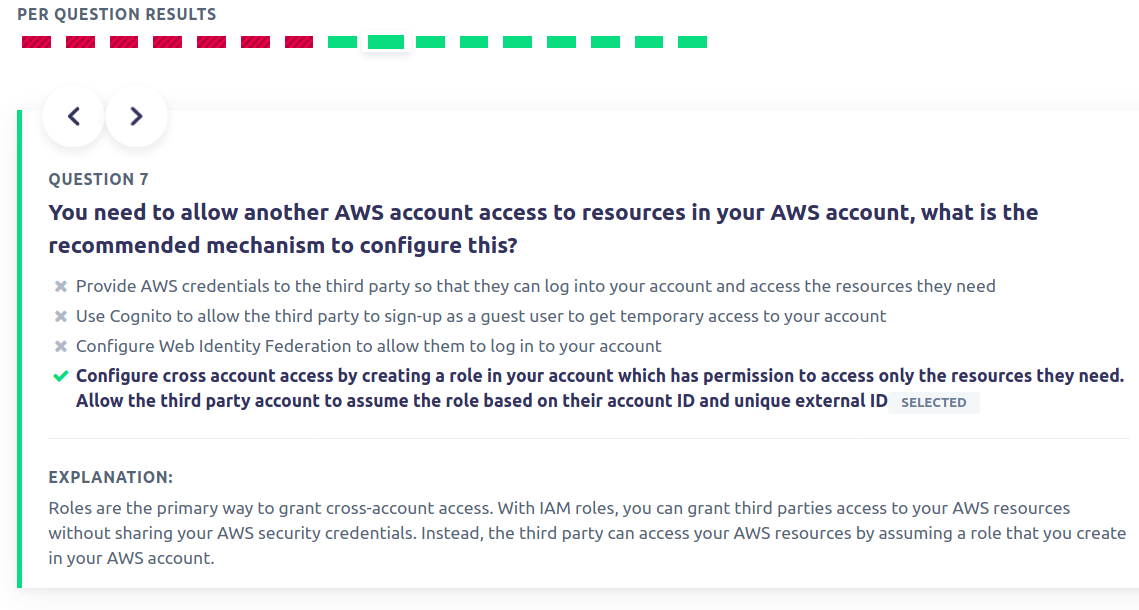 PER QUESTION RESULTS
QUESTION 7
You need to allow another AWS account access to resources in your AWS account, what is the
recommended mechanism to configure this?
Provide AWS credentials to the third party so that they can log into your account and access the resources they need
Use Cognito to allow the third party to sign-up as a guest user to get temporary access to your account
Configure Web Identity Federation to allow them to log in to your account
Configure cross account access by creating a role in your account which has permission to access only the resources they need.
Allow the third party account to assume the role based on their account ID and unique external ID SELECTED
EXPLANATION:
Roles are the primary way to grant cross-account access. With IAM roles, you can grant third parties access to your AWS resources
without sharing your AWS security credentials. Instead, the third party can access your AWS resources by assuming a role that you create
in your AWS account.